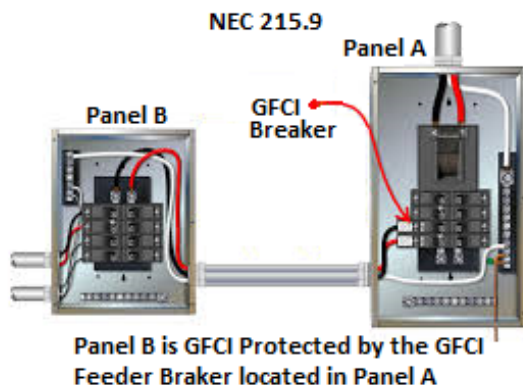 NEC 215.9
Panel A
Panel B
GFCI
Breaker
Panel B is GFCI Protected by the GFCI
Feeder Braker located in Panel A